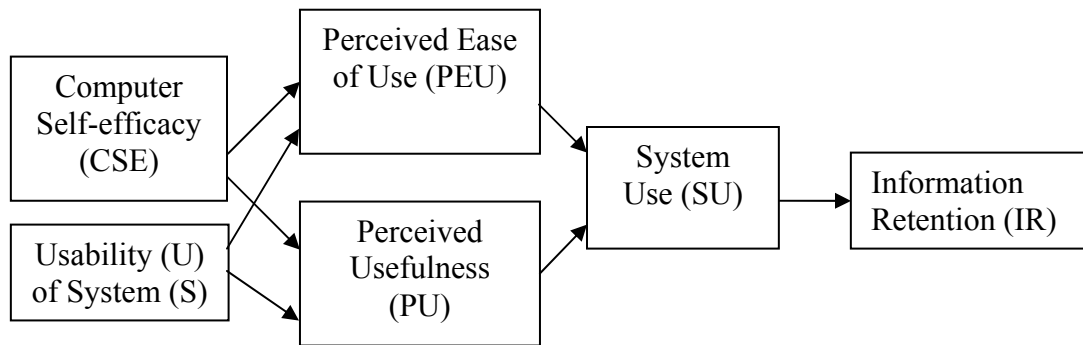 Computer
Self-efficacy
(CSE)
Usability (U)
of System (S)
Perceived Ease
of Use (PEU)
Perceived
Usefulness
(PU)
System
Use (SU)
Information
Retention (IR)